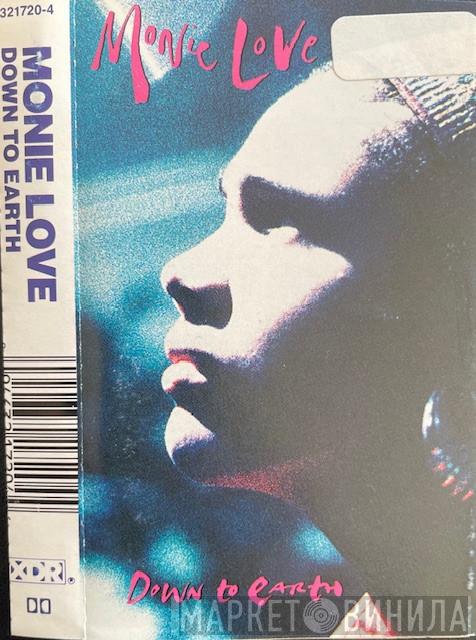 321720-4
MONIE LOVE
DOWN TO EARTH
Monie Love
Down to earth
XDR®
МАРКЕТ ВИНИЛА